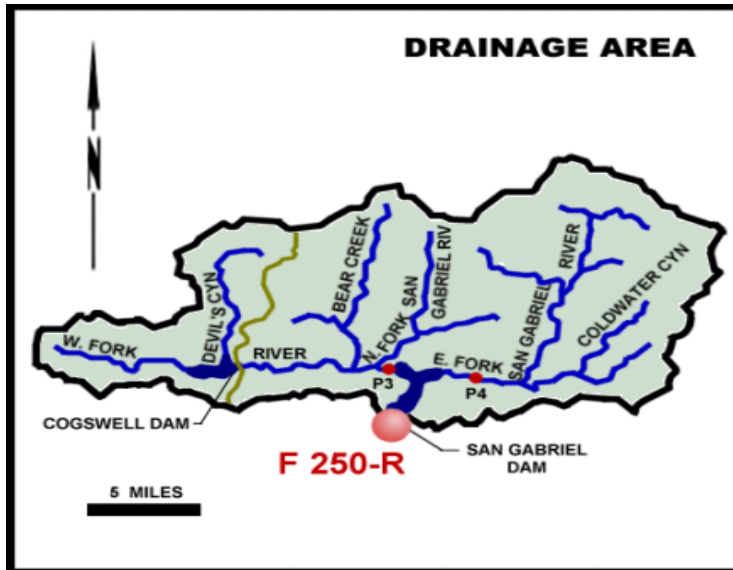 DRAINAGE AREA
N
BEAR CREEK
N. FORK SAN
GABRIEL RIV
RIVER
SAN GABRIEL
COLDWATER CYN
DEVIL'S CYN
W. FORK
RIVER
E. FORK
P3
P4
COGSWELL DAM
SAN GABRIEL
DAM
F 250-R
5 MILES